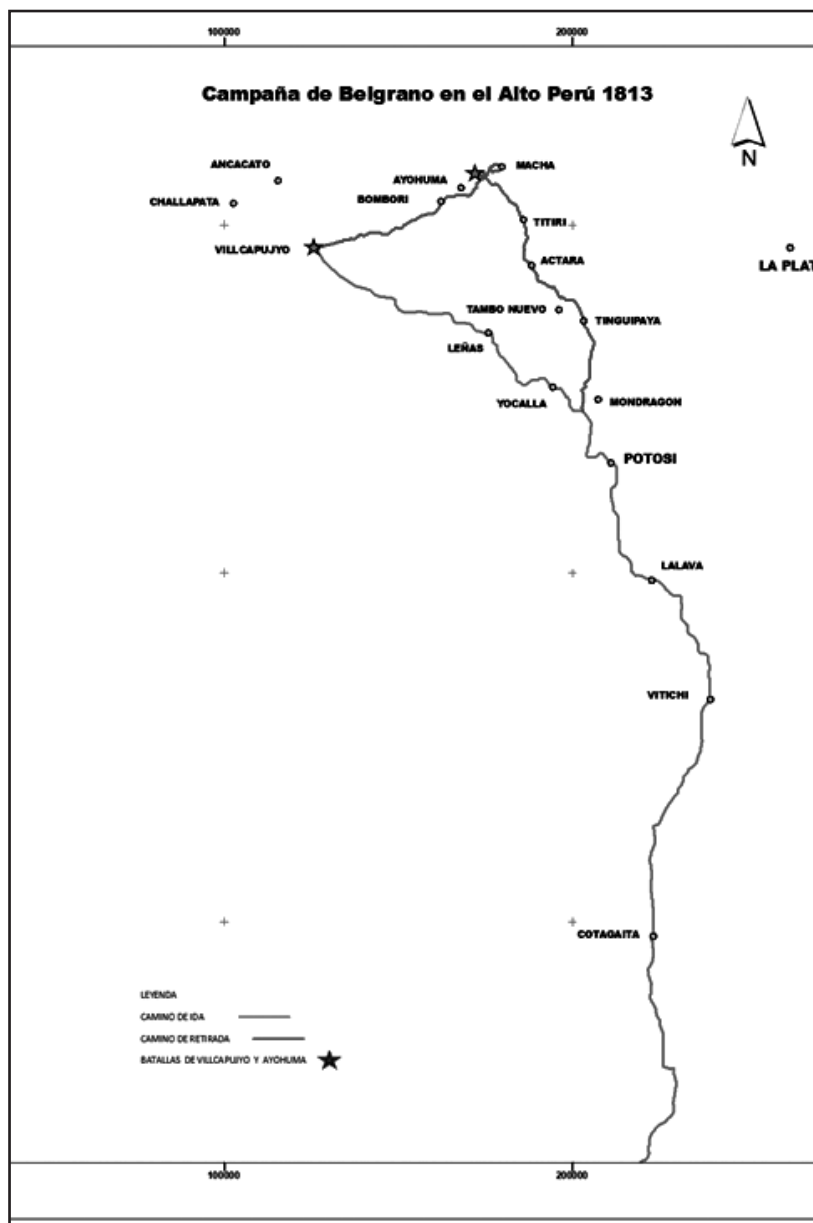 100000 200000
Campaña de Belgrano en el Alto Perú 1813
N
MACHA
ANCACATO
AYOHUMA
CHALLAPATA
BOMBORI
TITIRI
VILLCAPUJYO
ACTARA
LA PLAT
TAMBO NUEVO
TINGUIPAYA
LEÑAS
YOCALLA
MONDRAGON
POTOSI
LALAVA
VITICHI
COTAGAITA
LEYENDA
CAMINO DE IDA
CAMINO DE RETIRADA
BATALLAS DE VILLCAPUJYO Y AYOHUMA
100000 200000